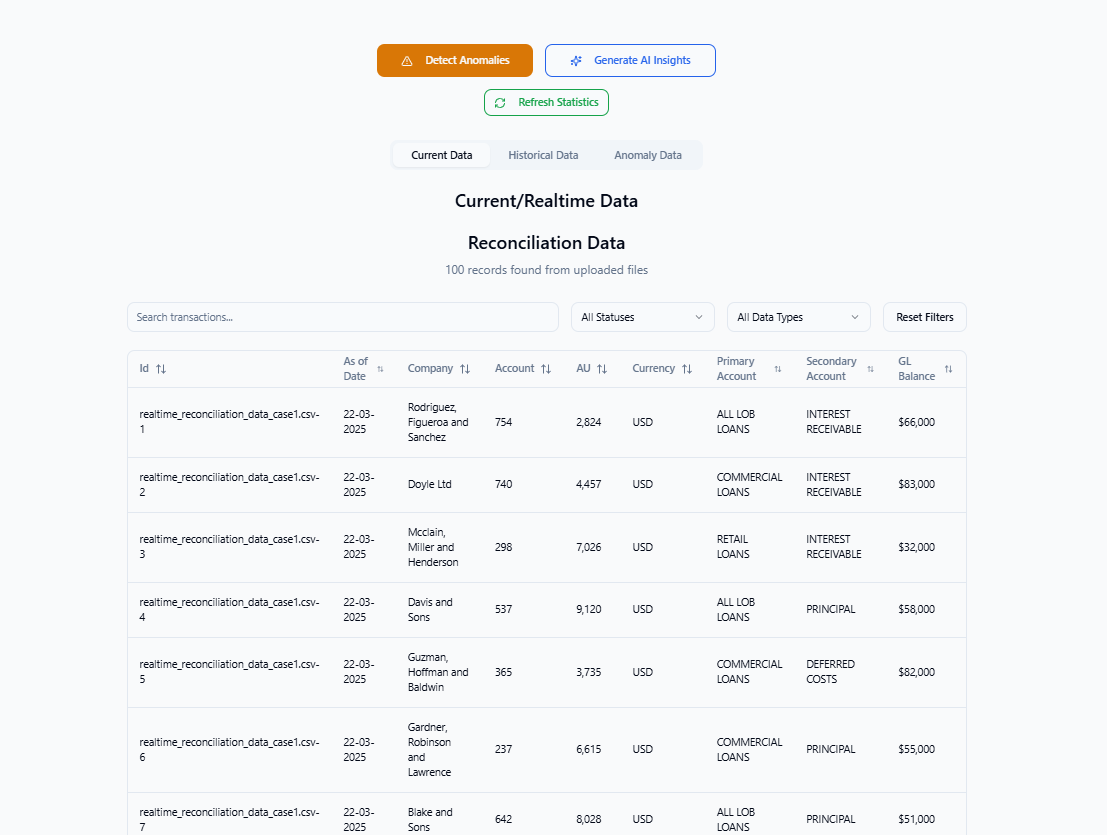 Detect Anomalies
Generate AI Insights
Refresh Statistics
Current Data
Historical Data
Anomaly Data
Current/Realtime Data
Reconciliation Data
100 records found from uploaded files
Search transactions...
All Statuses
All Data Types
Reset Filters
Id
As of
Date
Company
Account
AU
Currency
Primary
Account
Secondary
Account
GL
Balance
realtime_reconciliation_data_case1.csv-
1
22-03-
2025
Rodriguez,
Figueroa and
Sanchez
754
2,824
USD
ALL LOB
LOANS
INTEREST
RECEIVABLE
$66,000
realtime_reconciliation_data_case1.csv-
2
22-03-
2025
Doyle Ltd
740
4,457
USD
COMMERCIAL
LOANS
INTEREST
RECEIVABLE
$83,000
realtime_reconciliation_data_case1.csv-
3
22-03-
2025
Mcclain,
Miller and
Henderson
298
7,026
USD
RETAIL
LOANS
INTEREST
RECEIVABLE
$32,000
realtime_reconciliation_data_case1.csv-
4
22-03-
2025
Davis and
Sons
537
9,120
USD
ALL LOB
LOANS
PRINCIPAL
$58,000
realtime_reconciliation_data_case1.csv-
5
22-03-
2025
Guzman,
Hoffman and
Baldwin
365
3,735
USD
COMMERCIAL
LOANS
DEFERRED
COSTS
$82,000
realtime_reconciliation_data_case1.csv-
6
22-03-
2025
Gardner,
Robinson
and
Lawrence
237
6,615
USD
COMMERCIAL
LOANS
PRINCIPAL
$55,000
realtime_reconciliation_data_case1.csv-
7
22-03-
2025
Blake and
Sons
642
8,028
USD
ALL LOB
LOANS
PRINCIPAL
$51,000